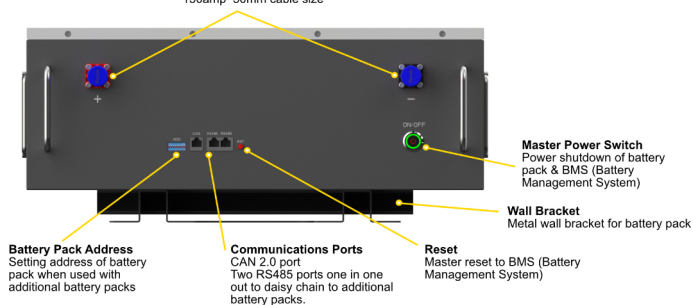 150amp 50mm cable size
+
−
ON-OFF
ADD
CAN
RS485 RS485
RST
Master Power Switch
Power shutdown of battery
pack & BMS (Battery
Management System)
Wall Bracket
Metal wall bracket for battery pack
Battery Pack Address
Setting address of battery
pack when used with
additional battery packs
Communications Ports
CAN 2.0 port
Two RS485 ports one in one
out to daisy chain to additional
battery packs.
Reset
Master reset to BMS (Battery
Management System)